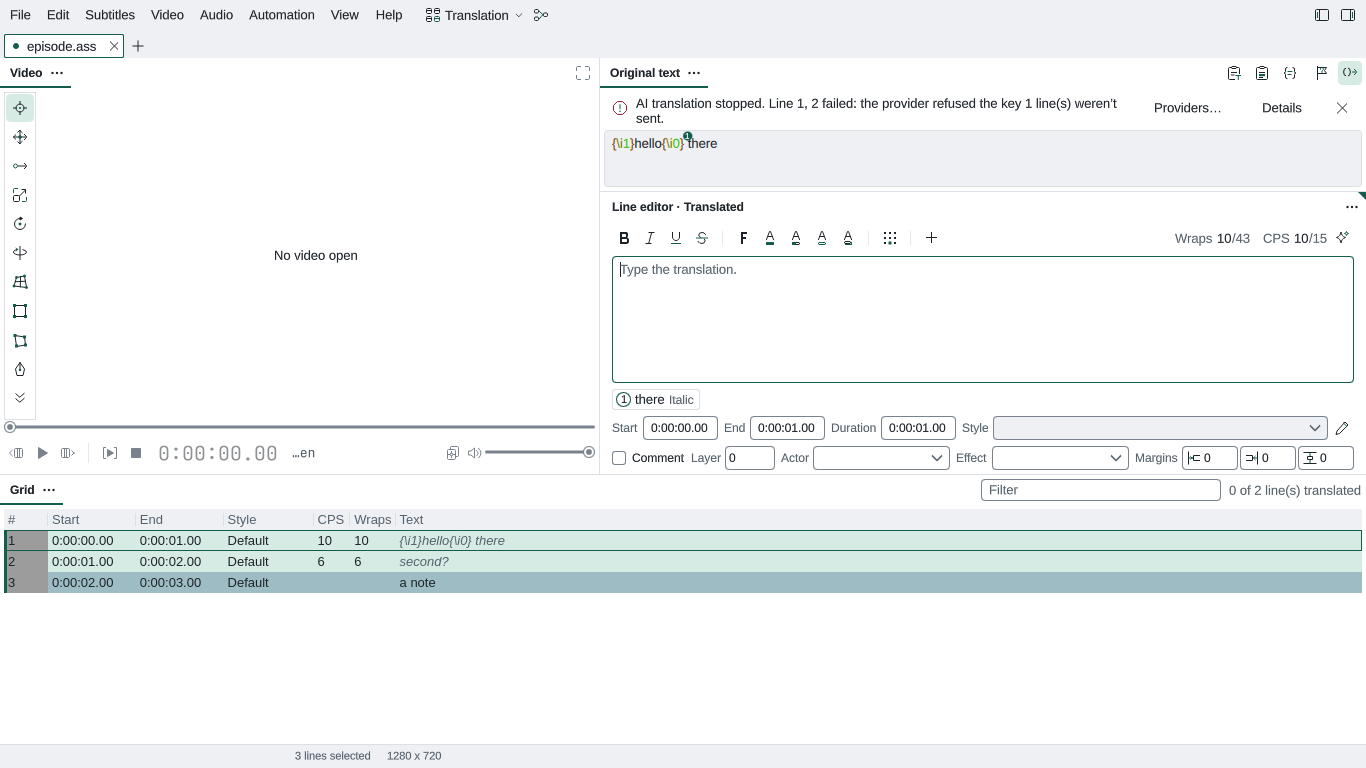 File Edit Subtitles Video Audio Automation View Help Translation
episode.ass
Video
Original text
AI translation stopped. Line 1, 2 failed: the provider refused the key 1 line(s) weren't
sent.
Providers… Details
{\i1}hello{\i0} there
1
Line editor · Translated
B I U S F A A A A
Wraps 10/43 CPS 10/15
Type the translation.
No video open
1 there Italic
Start 0:00:00.00 End 0:00:01.00 Duration 0:00:01.00 Style
0:00:00.00 …en
Comment Layer 0 Actor Effect Margins 0 0 0
Grid
Filter 0 of 2 line(s) translated
# Start End Style CPS Wraps Text
1 0:00:00.00 0:00:01.00 Default 10 10 {\i1}hello{\i0} there
2 0:00:01.00 0:00:02.00 Default 6 6 second?
3 0:00:02.00 0:00:03.00 Default a note
3 lines selected 1280 x 720